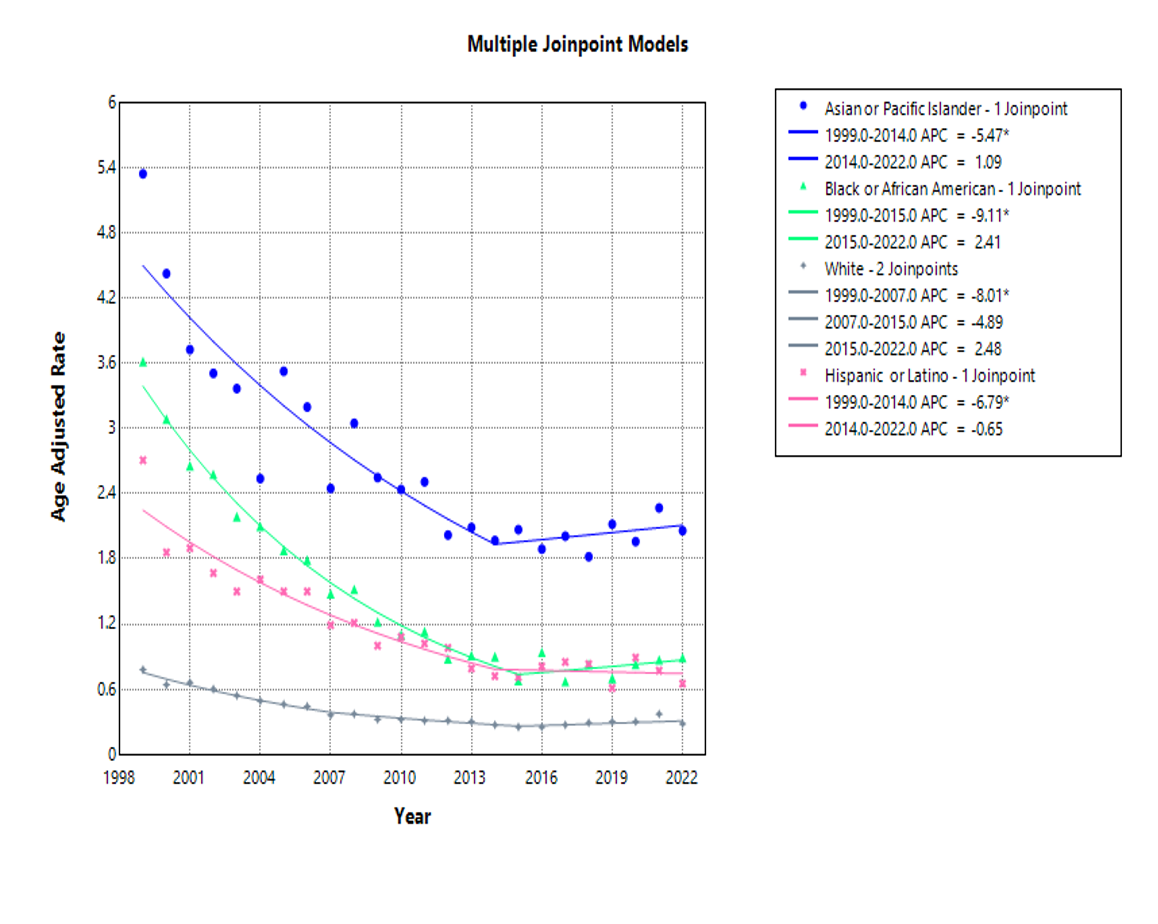 Multiple Joinpoint Models
6
5.4
4.8
4.2
3.6
3
2.4
1.8
1.2
0.6
0
Age Adjusted Rate
1998 2001 2004 2007 2010 2013 2016 2019 2022
Year
Asian or Pacific Islander - 1 Joinpoint
1999.0-2014.0 APC = -5.47*
2014.0-2022.0 APC = 1.09
Black or African American - 1 Joinpoint
1999.0-2015.0 APC = -9.11*
2015.0-2022.0 APC = 2.41
White - 2 Joinpoints
1999.0-2007.0 APC = -8.01*
2007.0-2015.0 APC = -4.89
2015.0-2022.0 APC = 2.48
Hispanic or Latino - 1 Joinpoint
1999.0-2014.0 APC = -6.79*
2014.0-2022.0 APC = -0.65